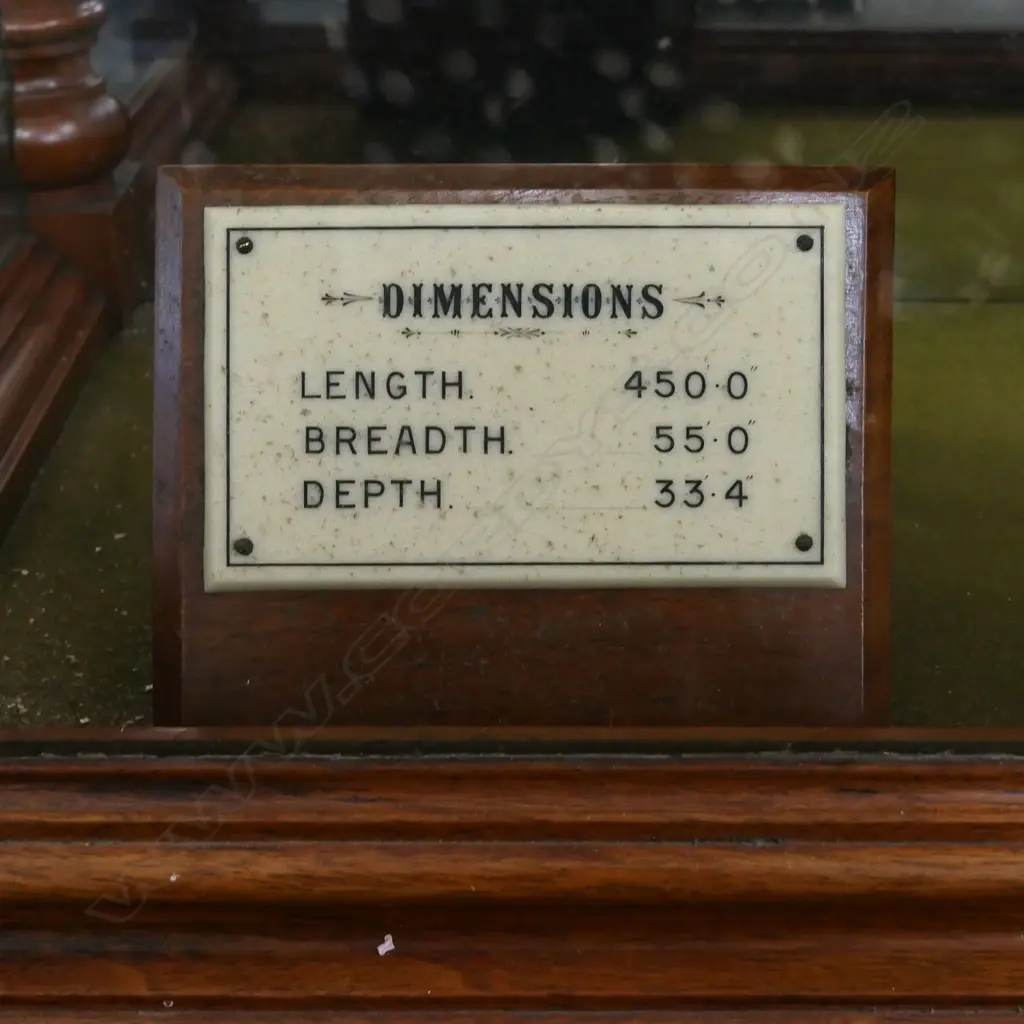 DIMENSIONS
LENGTH. 450'·0"
BREADTH. 55'·0"
DEPTH. 33'·4"